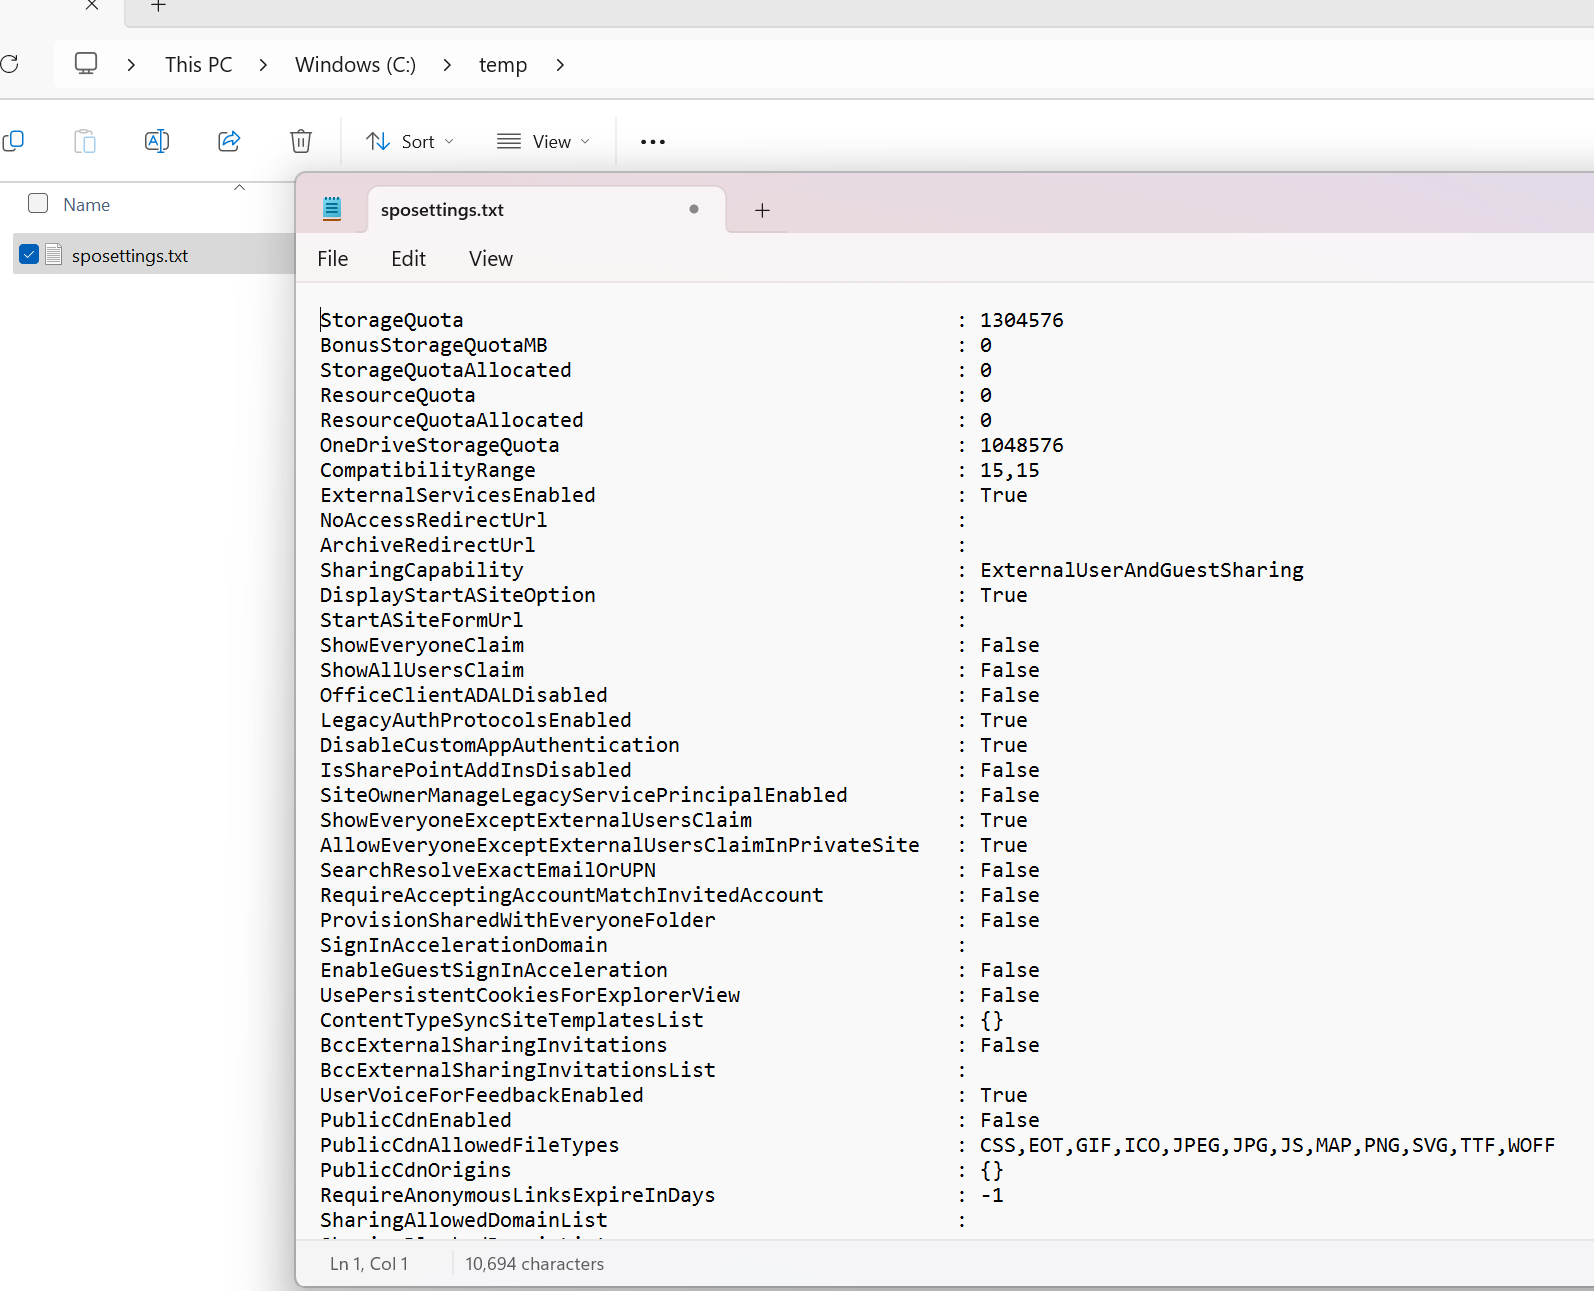 This PC > Windows (C:) > temp >
Sort
View
Name
sposettings.txt
sposettings.txt
File Edit View
StorageQuota : 1304576
BonusStorageQuotaMB : 0
StorageQuotaAllocated : 0
ResourceQuota : 0
ResourceQuotaAllocated : 0
OneDriveStorageQuota : 1048576
CompatibilityRange : 15,15
ExternalServicesEnabled : True
NoAccessRedirectUrl :
ArchiveRedirectUrl :
SharingCapability : ExternalUserAndGuestSharing
DisplayStartASiteOption : True
StartASiteFormUrl :
ShowEveryoneClaim : False
ShowAllUsersClaim : False
OfficeClientADALDisabled : False
LegacyAuthProtocolsEnabled : True
DisableCustomAppAuthentication : True
IsSharePointAddInsDisabled : False
SiteOwnerManageLegacyServicePrincipalEnabled : False
ShowEveryoneExceptExternalUsersClaim : True
AllowEveryoneExceptExternalUsersClaimInPrivateSite : True
SearchResolveExactEmailOrUPN : False
RequireAcceptingAccountMatchInvitedAccount : False
ProvisionSharedWithEveryoneFolder : False
SignInAccelerationDomain :
EnableGuestSignInAcceleration : False
UsePersistentCookiesForExplorerView : False
ContentTypeSyncSiteTemplatesList : {}
BccExternalSharingInvitations : False
BccExternalSharingInvitationsList :
UserVoiceForFeedbackEnabled : True
PublicCdnEnabled : False
PublicCdnAllowedFileTypes : CSS,EOT,GIF,ICO,JPEG,JPG,JS,MAP,PNG,SVG,TTF,WOFF
PublicCdnOrigins : {}
RequireAnonymousLinksExpireInDays : -1
SharingAllowedDomainList :
Ln 1, Col 1 10,694 characters